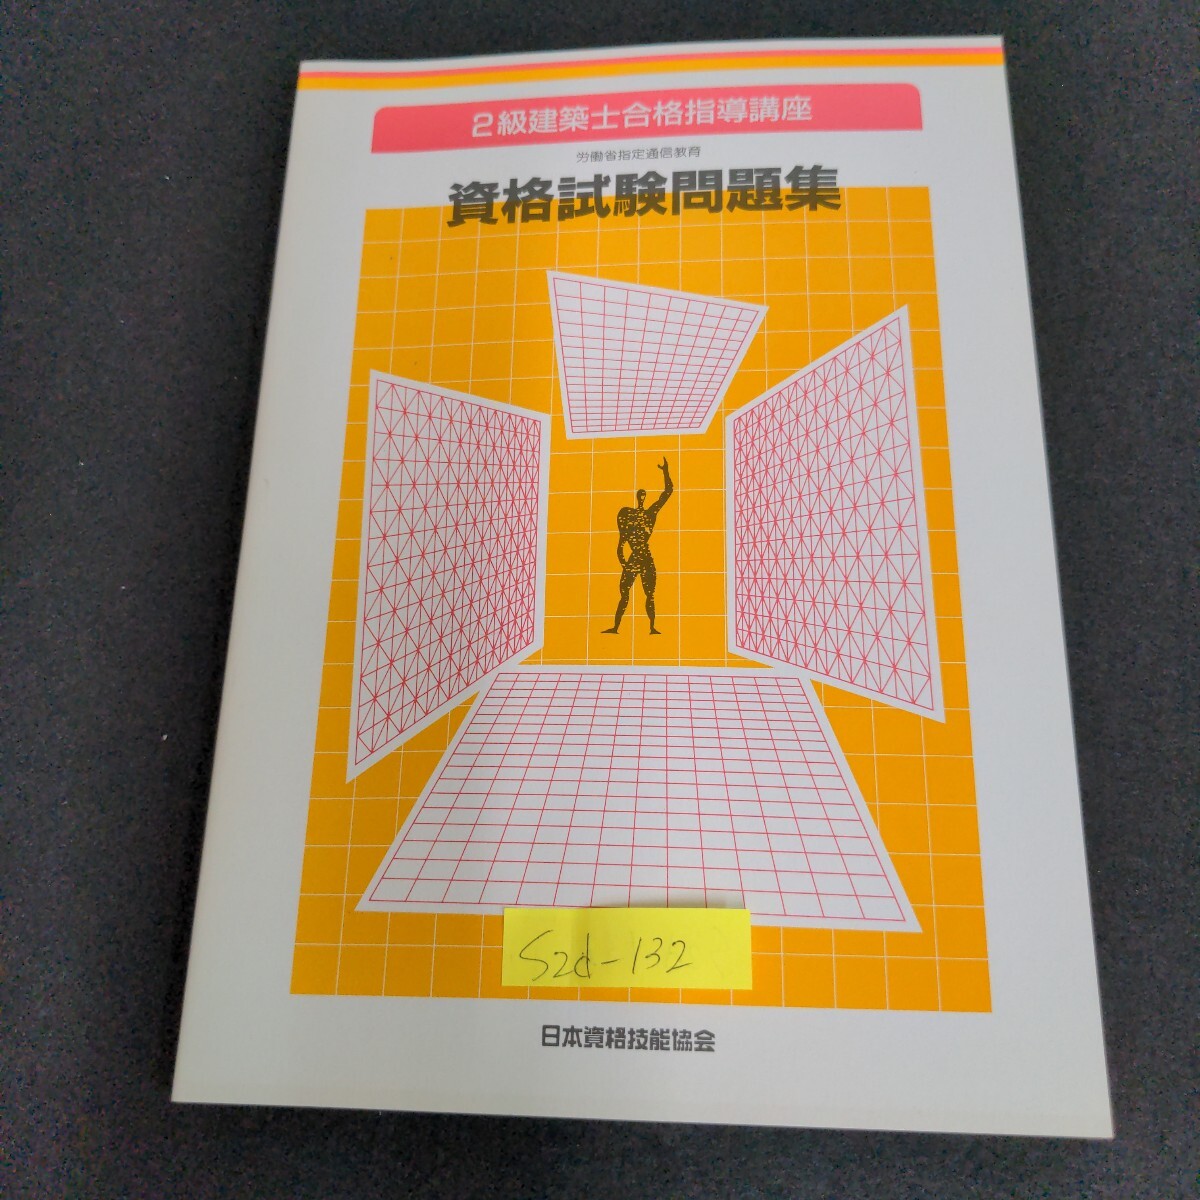 2級建築士合格指導講座
労働省指定通信教育
資格試験問題集
S2d-132
日本資格技能協会